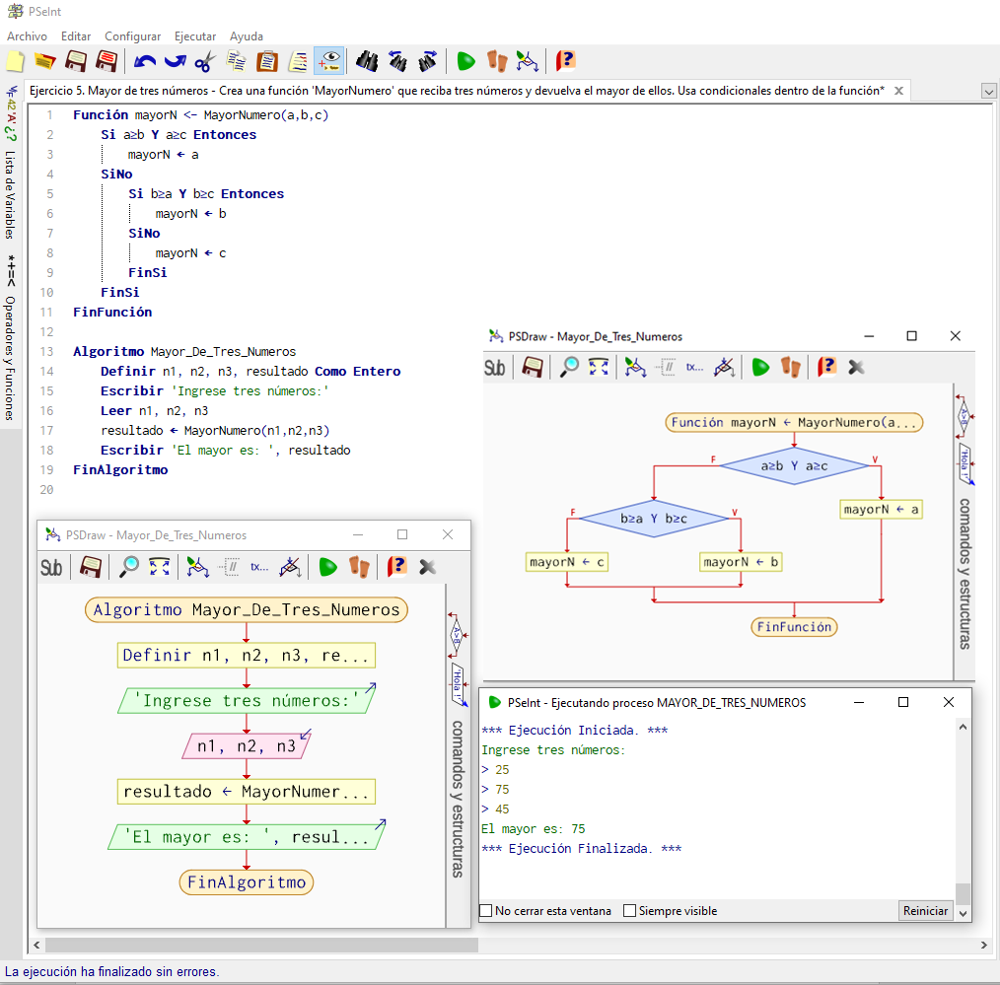 PSeInt
Archivo Editar Configurar Ejecutar Ayuda
Ejercicio 5. Mayor de tres números - Crea una función 'MayorNumero' que reciba tres números y devuelva el mayor de ellos. Usa condicionales dentro de la función*
Lista de Variables
*+=< Operadores y Funciones
1 Función mayorN <- MayorNumero(a,b,c)
2 Si a≥b Y a≥c Entonces
3 mayorN ← a
4 SiNo
5 Si b≥a Y b≥c Entonces
6 mayorN ← b
7 SiNo
8 mayorN ← c
9 FinSi
10 FinSi
11 FinFunción
12
13 Algoritmo Mayor_De_Tres_Numeros
14 Definir n1, n2, n3, resultado Como Entero
15 Escribir 'Ingrese tres números:'
16 Leer n1, n2, n3
17 resultado ← MayorNumero(n1,n2,n3)
18 Escribir 'El mayor es: ', resultado
19 FinAlgoritmo
20
PSDraw - Mayor_De_Tres_Numeros
Sub // tx... ?
Función mayorN ← MayorNumero(a...
F a≥b Y a≥c V
mayorN ← a
F b≥a Y b≥c V
mayorN ← c
mayorN ← b
FinFunción
A>B
'Hola !'
comandos y estructuras
PSDraw - Mayor_De_Tres_Numeros
Sub // tx... ?
Algoritmo Mayor_De_Tres_Numeros
Definir n1, n2, n3, re...
'Ingrese tres números:'
n1, n2, n3
resultado ← MayorNumer...
'El mayor es: ', resul...
FinAlgoritmo
A>B
'Hola !'
comandos y estructuras
PSeInt - Ejecutando proceso MAYOR_DE_TRES_NUMEROS
*** Ejecución Iniciada. ***
Ingrese tres números:
> 25
> 75
> 45
El mayor es: 75
*** Ejecución Finalizada. ***
No cerrar esta ventana Siempre visible Reiniciar
La ejecución ha finalizado sin errores.